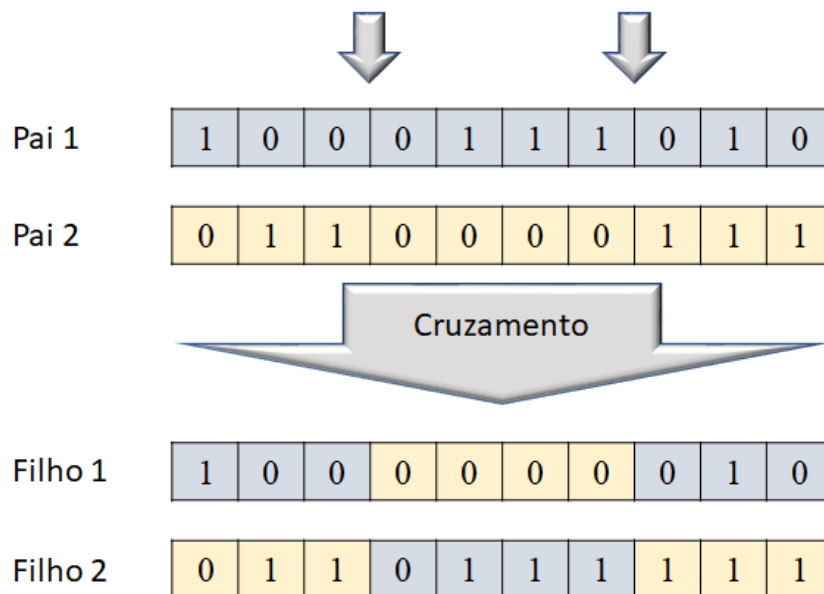 Pai 1 1 0 0 0 1 1 1 0 1 0
Pai 2 0 1 1 0 0 0 0 1 1 1
Cruzamento
Filho 1 1 0 0 0 0 0 0 0 1 0
Filho 2 0 1 1 0 1 1 1 1 1 1